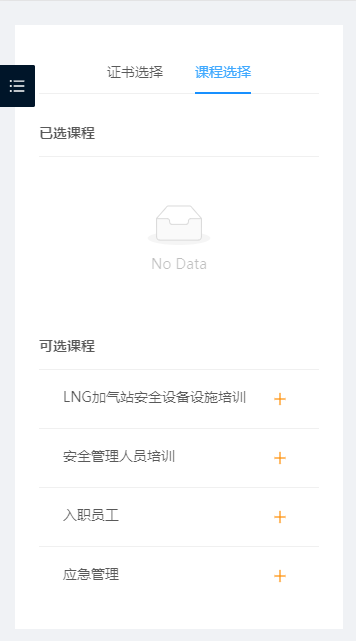 证书选择 课程选择
已选课程
No Data
可选课程
LNG加气站安全设备设施培训
安全管理人员培训
入职员工
应急管理